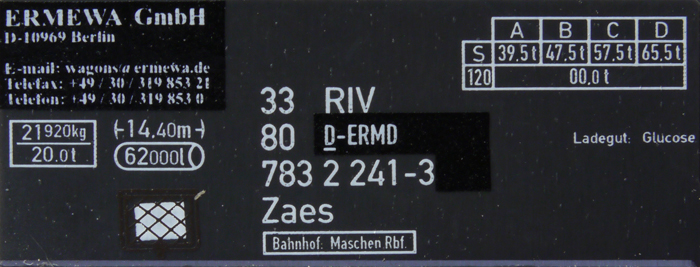 ERMEWA GmbH
D-10969 Berlin
E-mail: wagons@ermewa.de
Telefax: +49 / 30 / 319 853 21
Telefon: +49 / 30 / 319 853 0
A B C D
S 39.5t 47.5t 57.5t 65.5t
120 00.0t
33 RIV
80 D-ERMD
783 2 241-3
Zaes
Bahnhof: Maschen Rbf.
21920kg
20.0t
14.40m
62000l
Ladegut: Glucose